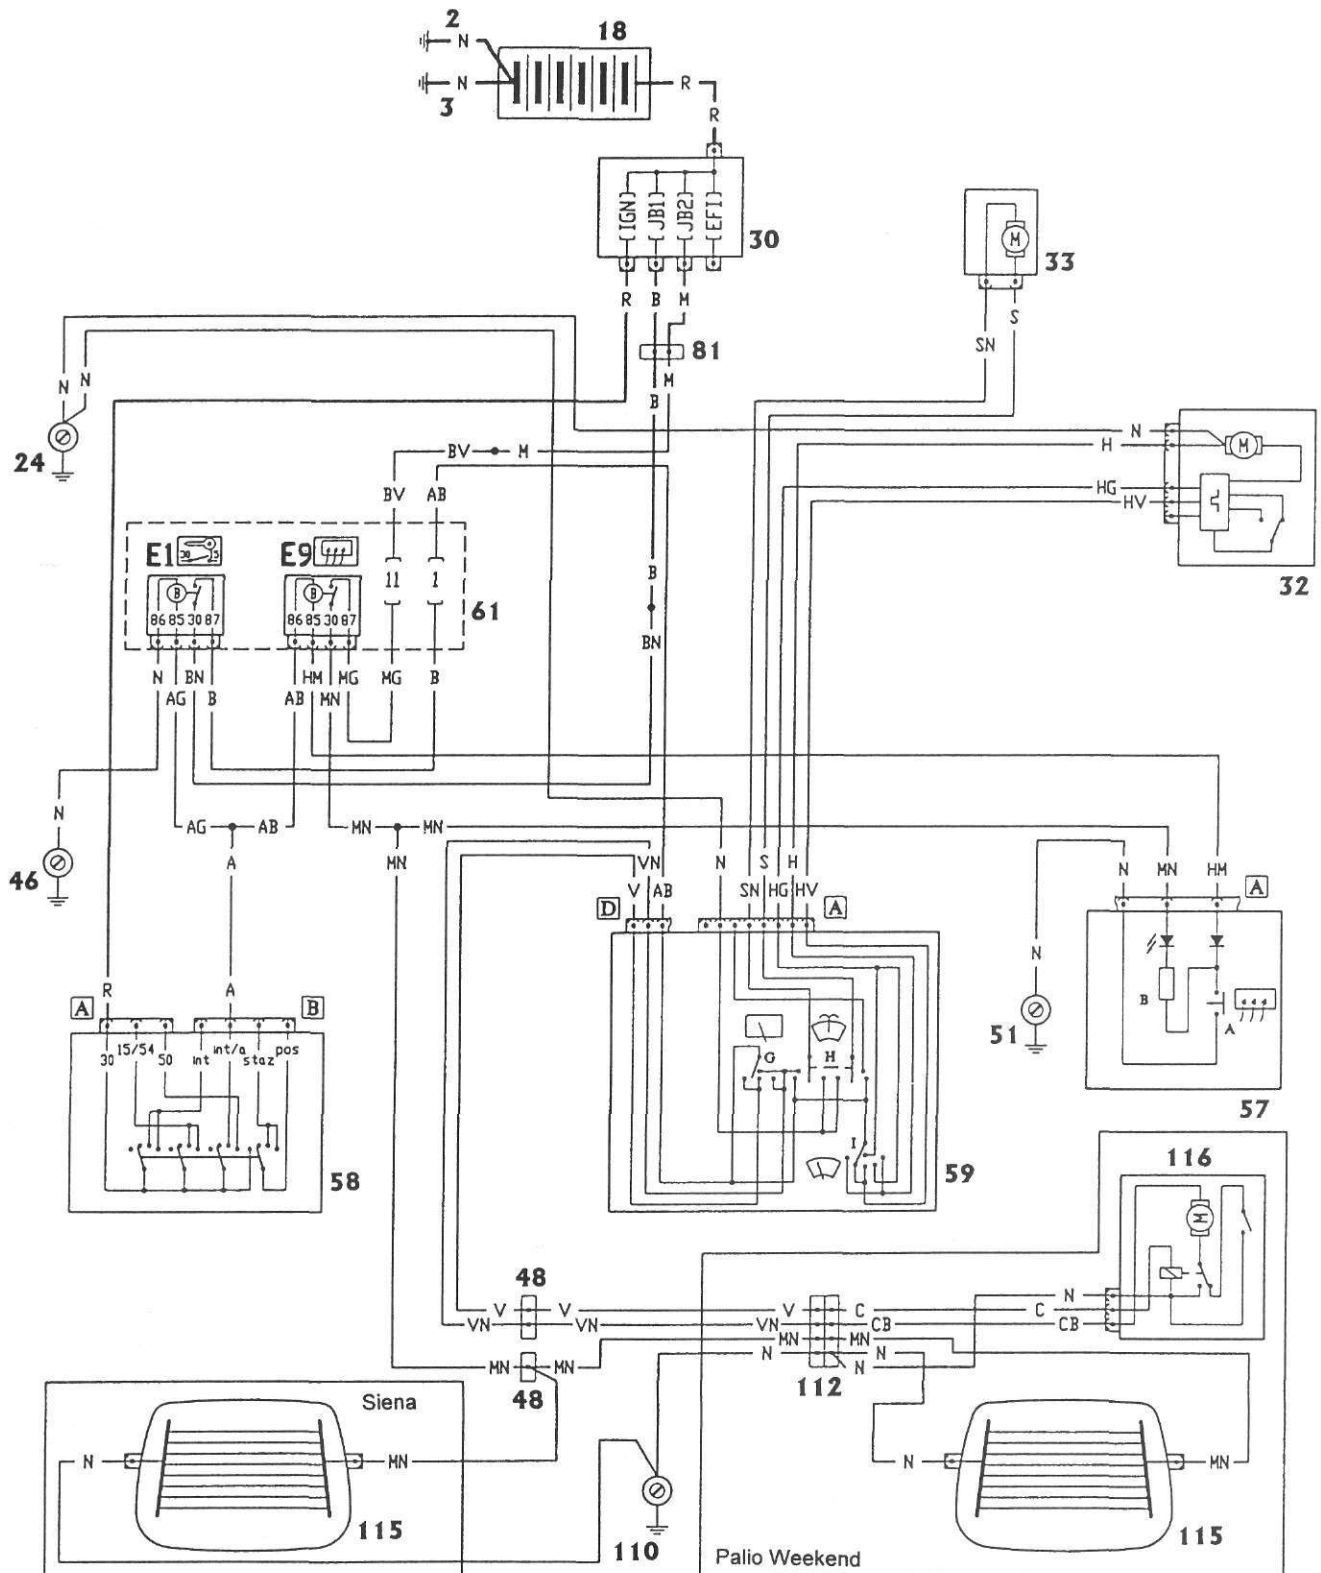 2 N 18
3 N R
R
IGN JB1 JB2 EFI
30
M
33
R B M
S
SN
81
N N
M
B
24
BV M
N
H
M
HG
HV
BV AB
E1 30 15
E9
11 1
B
B
86 85 30 87
86 85 30 87
61
B
BN
32
N BN HM MG MG B
AG B AB MN
N
AG AB MN MN
A MN
46
VN N S H
V AB SN HG HV
D A
N MN HM
A
N
51
B
A
57
R A
A B
30 15/54 50 int int/a staz pos
58
G H
I
59
116
M
48
V V V C N C
VN VN VN CB CB
MN MN
MN MN N N
N
48
112
Siena
N MN
115
110
N MN
115
Palio Weekend